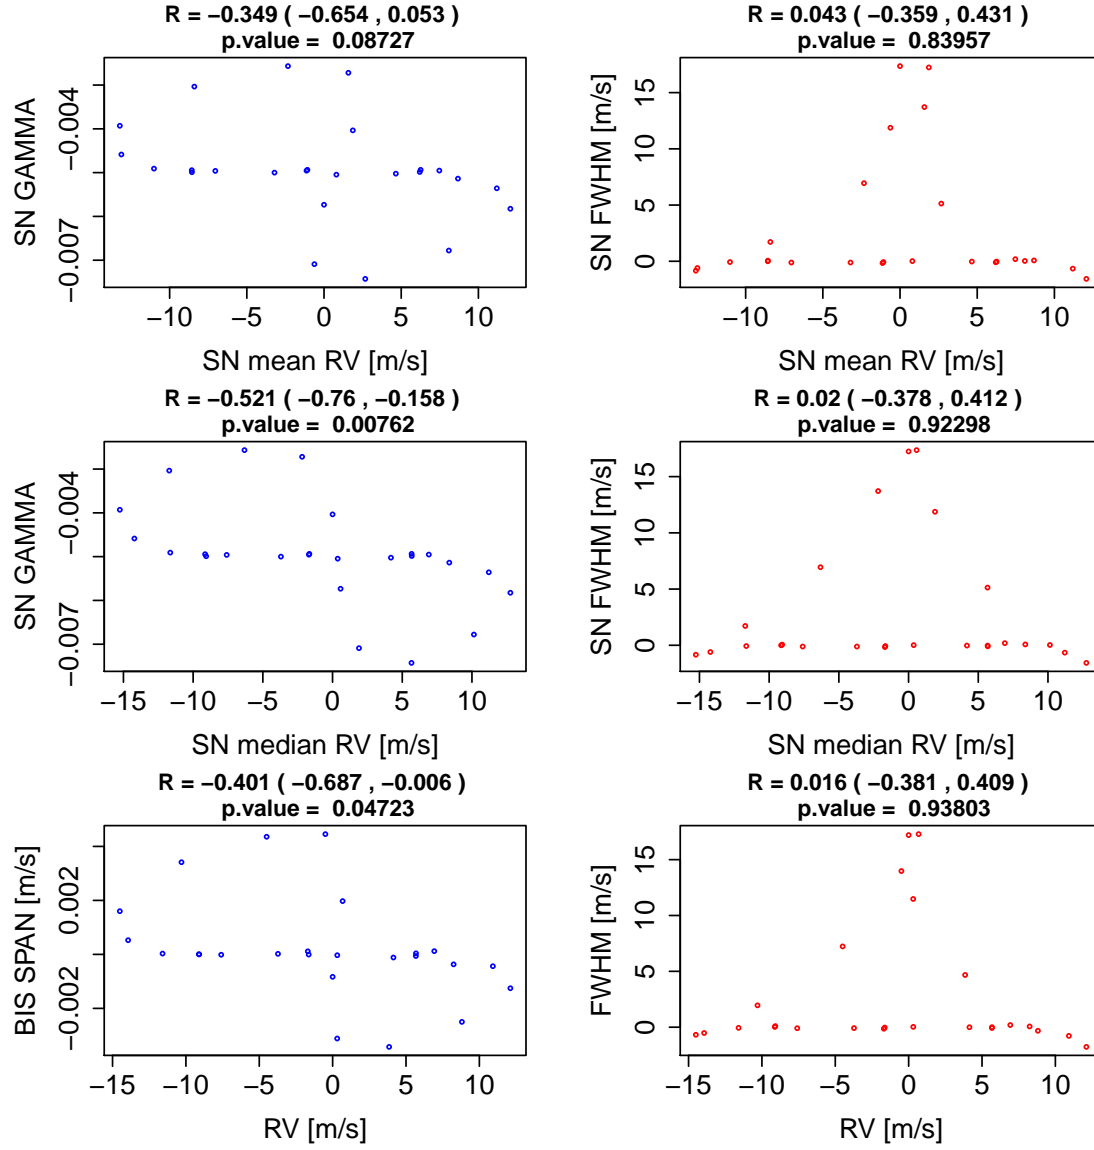 R = −0.349 ( −0.654 , 0.053 )
p.value =  0.08727
SN GAMMA
−0.004
−0.007
−10
−5
0
5
10
SN mean RV [m/s]
R = 0.043 ( −0.359 , 0.431 )
p.value =  0.83957
SN FWHM [m/s]
15
10
5
0
−10
−5
0
5
10
SN mean RV [m/s]
R = −0.521 ( −0.76 , −0.158 )
p.value =  0.00762
SN GAMMA
−0.004
−0.007
−15
−10
−5
0
5
10
SN median RV [m/s]
R = 0.02 ( −0.378 , 0.412 )
p.value =  0.92298
SN FWHM [m/s]
15
10
5
0
−15
−10
−5
0
5
10
SN median RV [m/s]
R = −0.401 ( −0.687 , −0.006 )
p.value =  0.04723
BIS SPAN [m/s]
0.002
−0.002
−15
−10
−5
0
5
10
RV [m/s]
R = 0.016 ( −0.381 , 0.409 )
p.value =  0.93803
FWHM [m/s]
15
10
5
0
−15
−10
−5
0
5
10
RV [m/s]